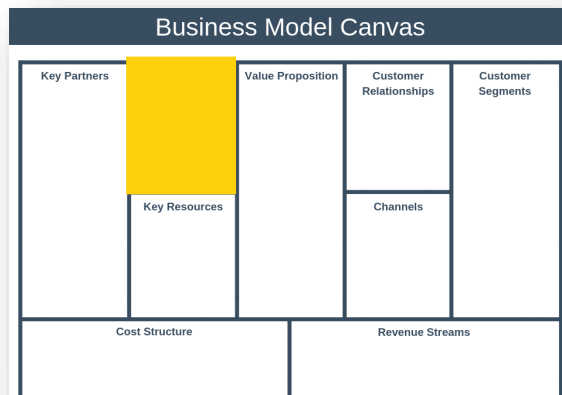 Business Model Canvas
Key Partners
Value Proposition
Customer
Relationships
Customer
Segments
Key Resources
Channels
Cost Structure
Revenue Streams